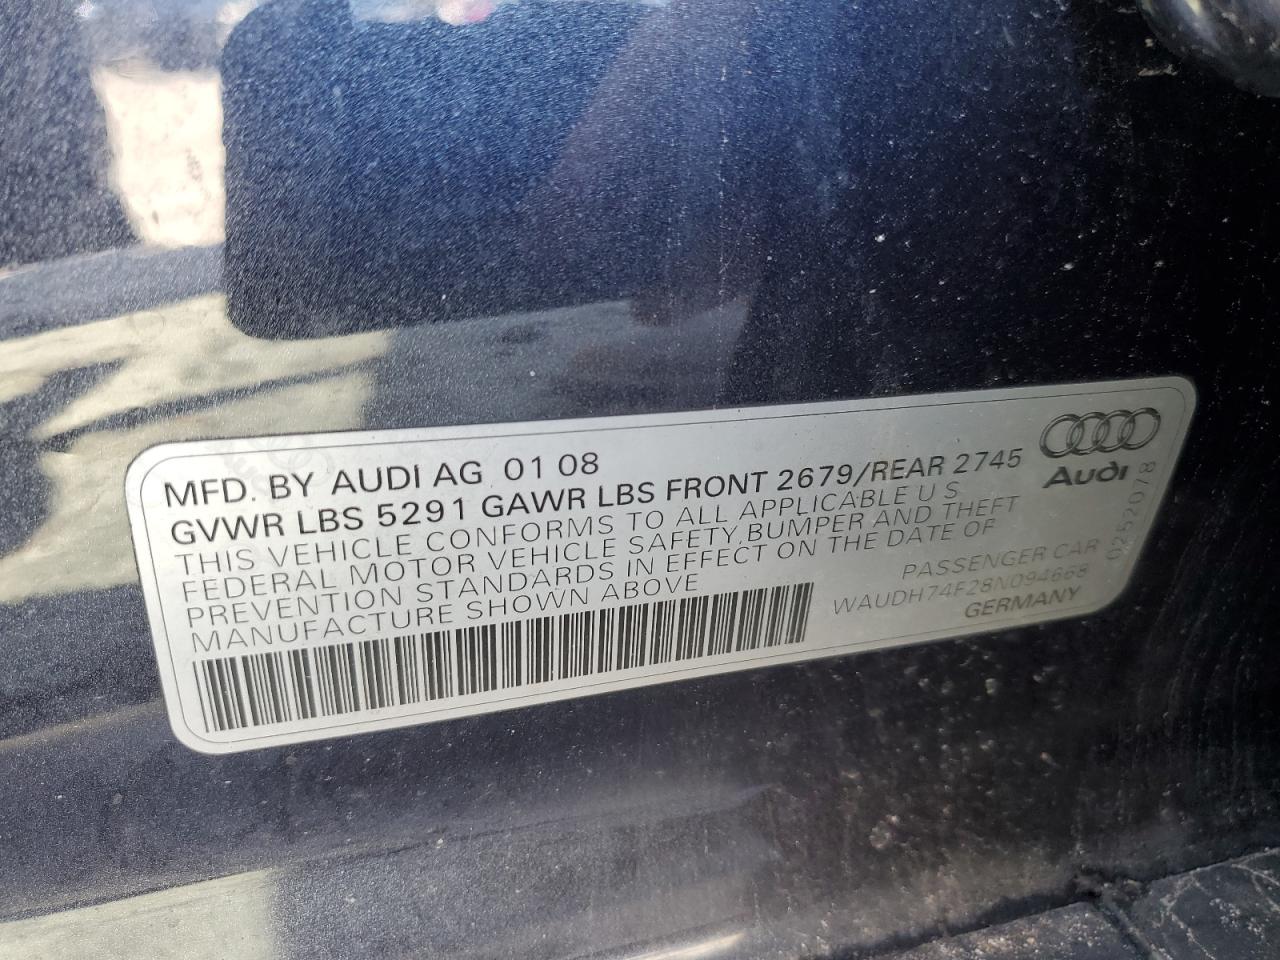 MFD. BY AUDI AG 01 08
GVWR LBS 5291 GAWR LBS FRONT 2679/REAR 2745
THIS VEHICLE CONFORMS TO ALL APPLICABLE U S
FEDERAL MOTOR VEHICLE SAFETY,BUMPER AND THEFT
PREVENTION STANDARDS IN EFFECT ON THE DATE OF
MANUFACTURE SHOWN ABOVE
PASSENGER CAR
WAUDH74F28N094668
GERMANY
Audi
0252078